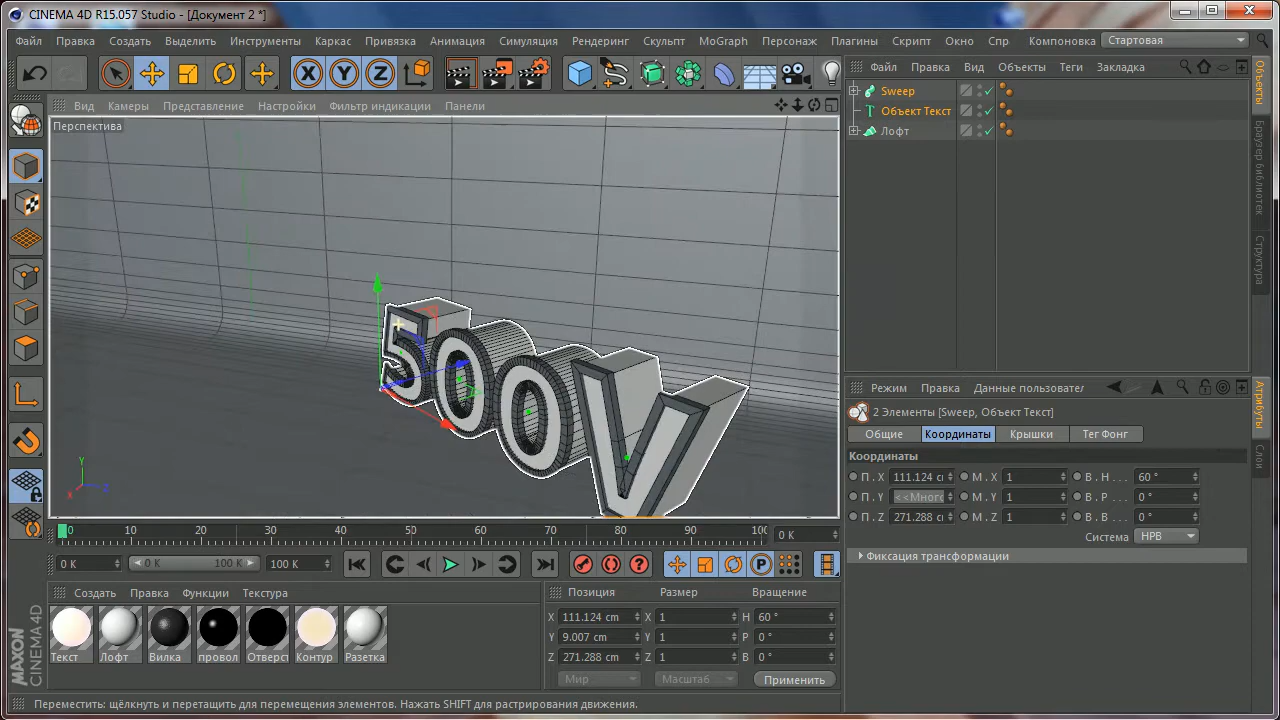 CINEMA 4D R15.057 Studio - [Документ 2 *]
Файл Правка Создать Выделить Инструменты Каркас Привязка Анимация Симуляция Рендеринг Скульпт MoGraph Персонаж Плагины Скрипт Окно Спр Компоновка Стартовая
X Y Z
Файл Правка Вид Объекты Теги Закладка
Вид Камеры Представление Настройки Фильтр индикации Панели
Перспектива
Sweep
Объект Текст
Лофт
Объекты
Браузер библиотек
Структура
500V
Y
X Z
Режим Правка Данные пользовател
2 Элементы [Sweep, Объект Текст]
Общие Координаты Крышки Тег Фонг
Координаты
П . X 111.124 cm М . X 1 В . H . . . 60 °
П . Y <<Много М . Y 1 В . P . . . 0 °
П . Z 271.288 cm М . Z 1 В . B . . . 0 °
Система HPB
Фиксация трансформации
Атрибуты
Слои
0 10 20 30 40 50 60 70 80 90 100 0 K
0 K 0 K 100 K 100 K
P
Создать Правка Функции Текстура
Текст Лофт Вилка провол Отверст Контур Разетка
Позиция Размер Вращение
X 111.124 cm X 1 H 60 °
Y 9.007 cm Y 1 P 0 °
Z 271.288 cm Z 1 B 0 °
Мир Масштаб Применить
MAXON
CINEMA 4D
Переместить: щёлкнуть и перетащить для перемещения элементов. Нажать SHIFT для растрирования движения.